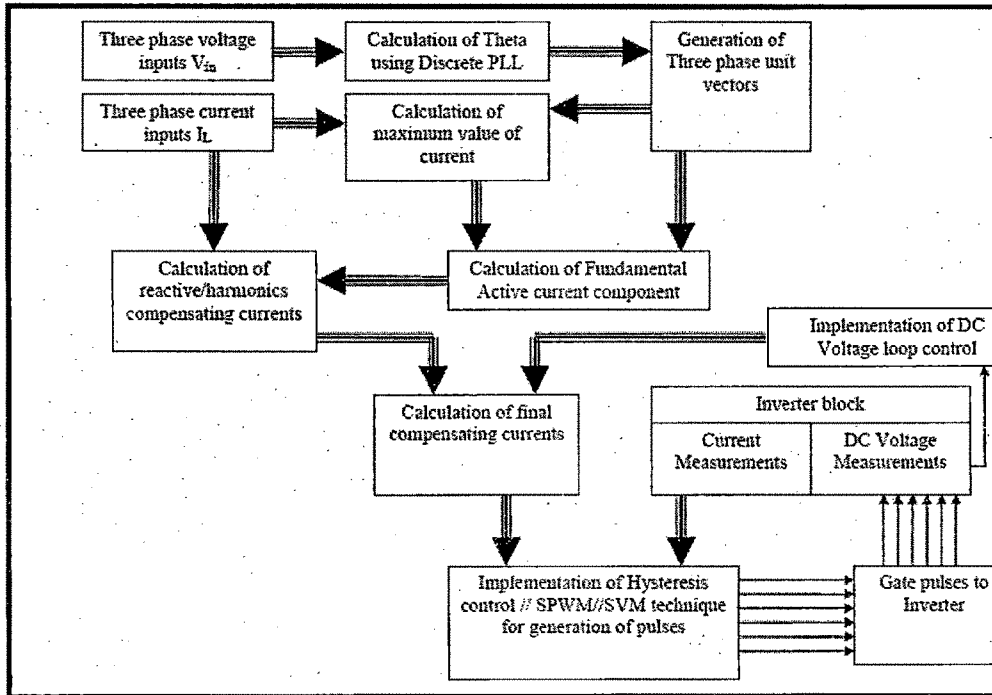 Three phase voltage
inputs Vin
Calculation of Theta
using Discrete PLL
Generation of
Three phase unit
vectors
Three phase current
inputs IL
Calculation of
maximum value of
current
Calculation of
reactive/harmonics
compensating currents
Calculation of Fundamental
Active current component
Implementation of DC
Voltage loop control
Calculation of final
compensating currents
Inverter block
Current
Measurements
DC Voltage
Measurements
Implementation of Hysteresis
control // SPWM//SVM technique
for generation of pulses
Gate pulses to
Inverter